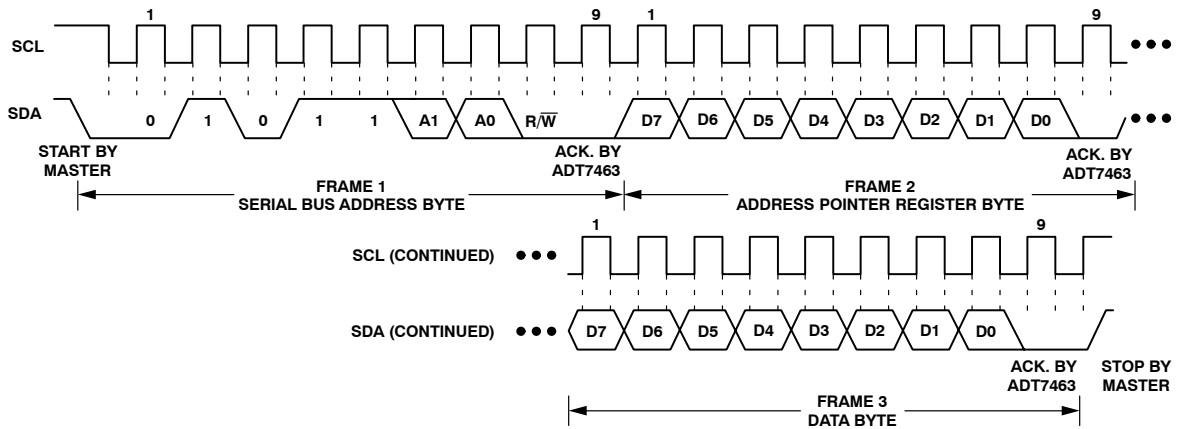 1 9 1 9
SCL
SDA
0 1 0 1 1 A1 A0 R/W̅ D7 D6 D5 D4 D3 D2 D1 D0
START BY
MASTER
ACK. BY
ADT7463
ACK. BY
ADT7463
FRAME 1
SERIAL BUS ADDRESS BYTE
FRAME 2
ADDRESS POINTER REGISTER BYTE
1 9
SCL (CONTINUED)
SDA (CONTINUED)
D7 D6 D5 D4 D3 D2 D1 D0
ACK. BY
ADT7463
STOP BY
MASTER
FRAME 3
DATA BYTE